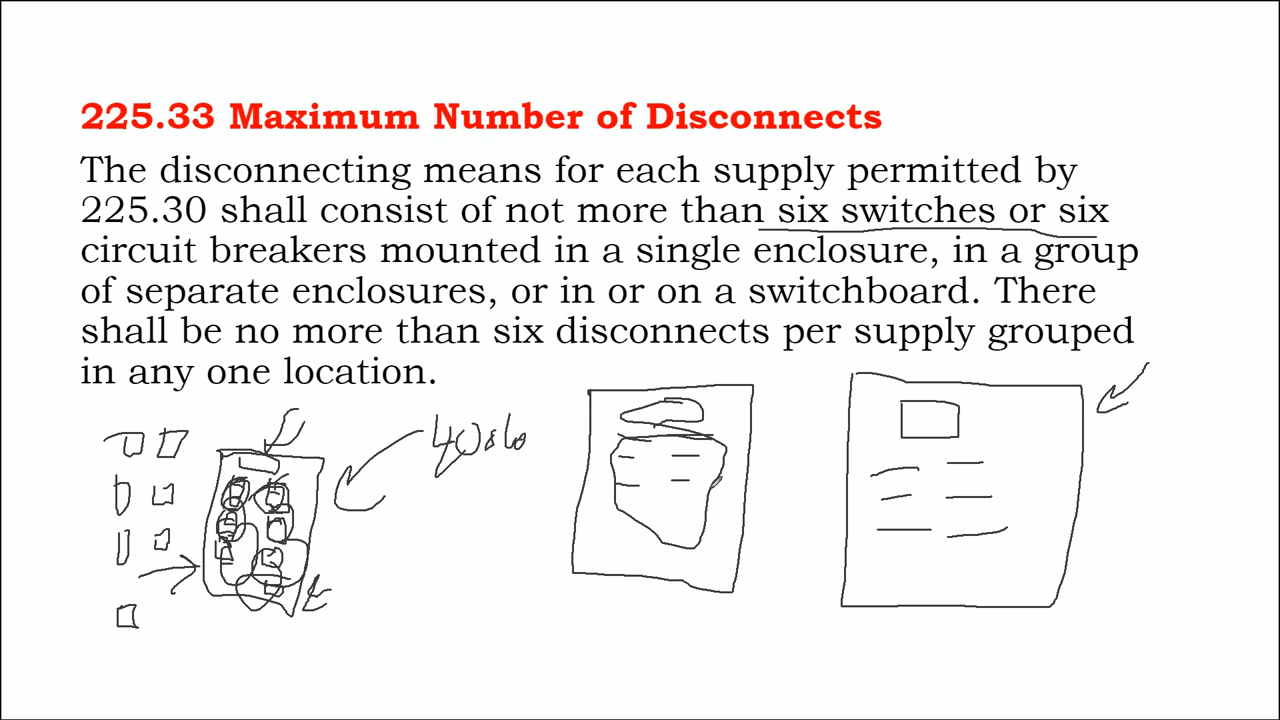 225.33 Maximum Number of Disconnects
The disconnecting means for each supply permitted by
225.30 shall consist of not more than six switches or six
circuit breakers mounted in a single enclosure, in a group
of separate enclosures, or in or on a switchboard. There
shall be no more than six disconnects per supply grouped
in any one location.